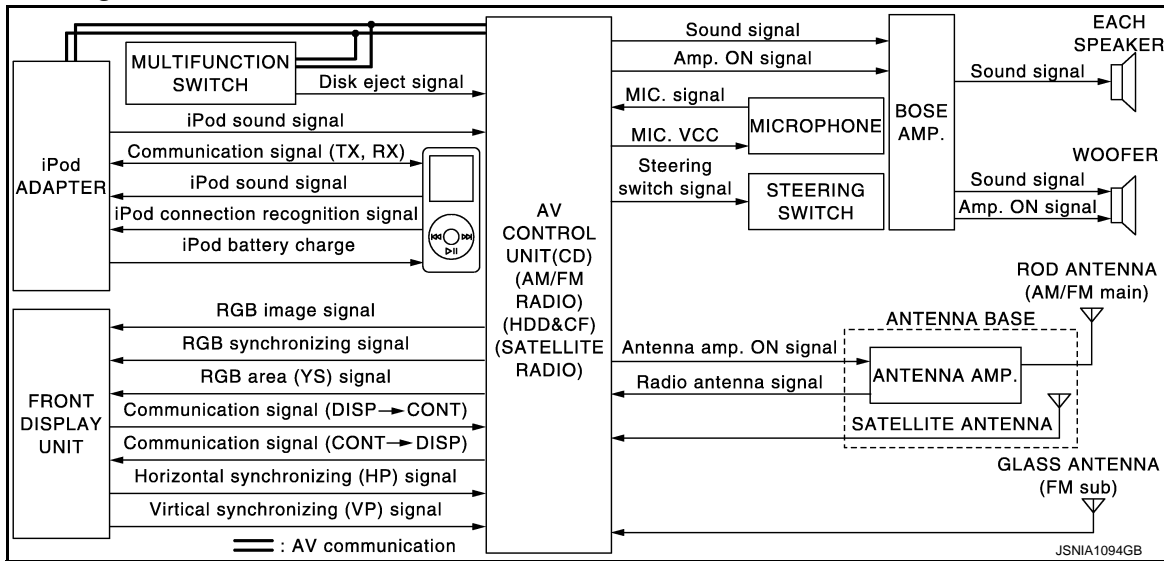 MULTIFUNCTION
SWITCH
Disk eject signal
iPod
ADAPTER
iPod sound signal
Communication signal (TX, RX)
iPod sound signal
iPod connection recognition signal
iPod battery charge
FRONT
DISPLAY
UNIT
RGB image signal
RGB synchronizing signal
RGB area (YS) signal
Communication signal (DISP→CONT)
Communication signal (CONT→DISP)
Horizontal synchronizing (HP) signal
Virtical synchronizing (VP) signal
: AV communication
AV
CONTROL
UNIT(CD)
(AM/FM
RADIO)
(HDD&CF)
(SATELLITE
RADIO)
Sound signal
Amp. ON signal
MIC. signal
MIC. VCC
MICROPHONE
Steering
switch signal
STEERING
SWITCH
BOSE
AMP.
EACH
SPEAKER
Sound signal
WOOFER
Sound signal
Amp. ON signal
ROD ANTENNA
(AM/FM main)
ANTENNA BASE
Antenna amp. ON signal
Radio antenna signal
ANTENNA AMP.
SATELLITE ANTENNA
GLASS ANTENNA
(FM sub)
JSNIA1094GB